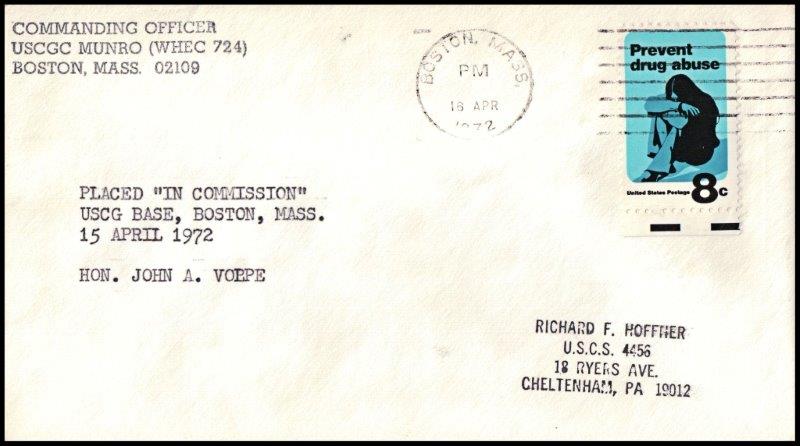 COMMANDING OFFICER
USCGC MUNRO (WHEC 724)
BOSTON, MASS. 02109
BOSTON, MASS.
PM
16 APR
1972
Prevent
drug abuse
United States Postage 8c
PLACED "IN COMMISSION"
USCG BASE, BOSTON, MASS.
15 APRIL 1972
HON. JOHN A. VOLPE
RICHARD F. HOFFNER
U.S.C.S. 4456
18 RYERS AVE.
CHELTENHAM, PA 19012